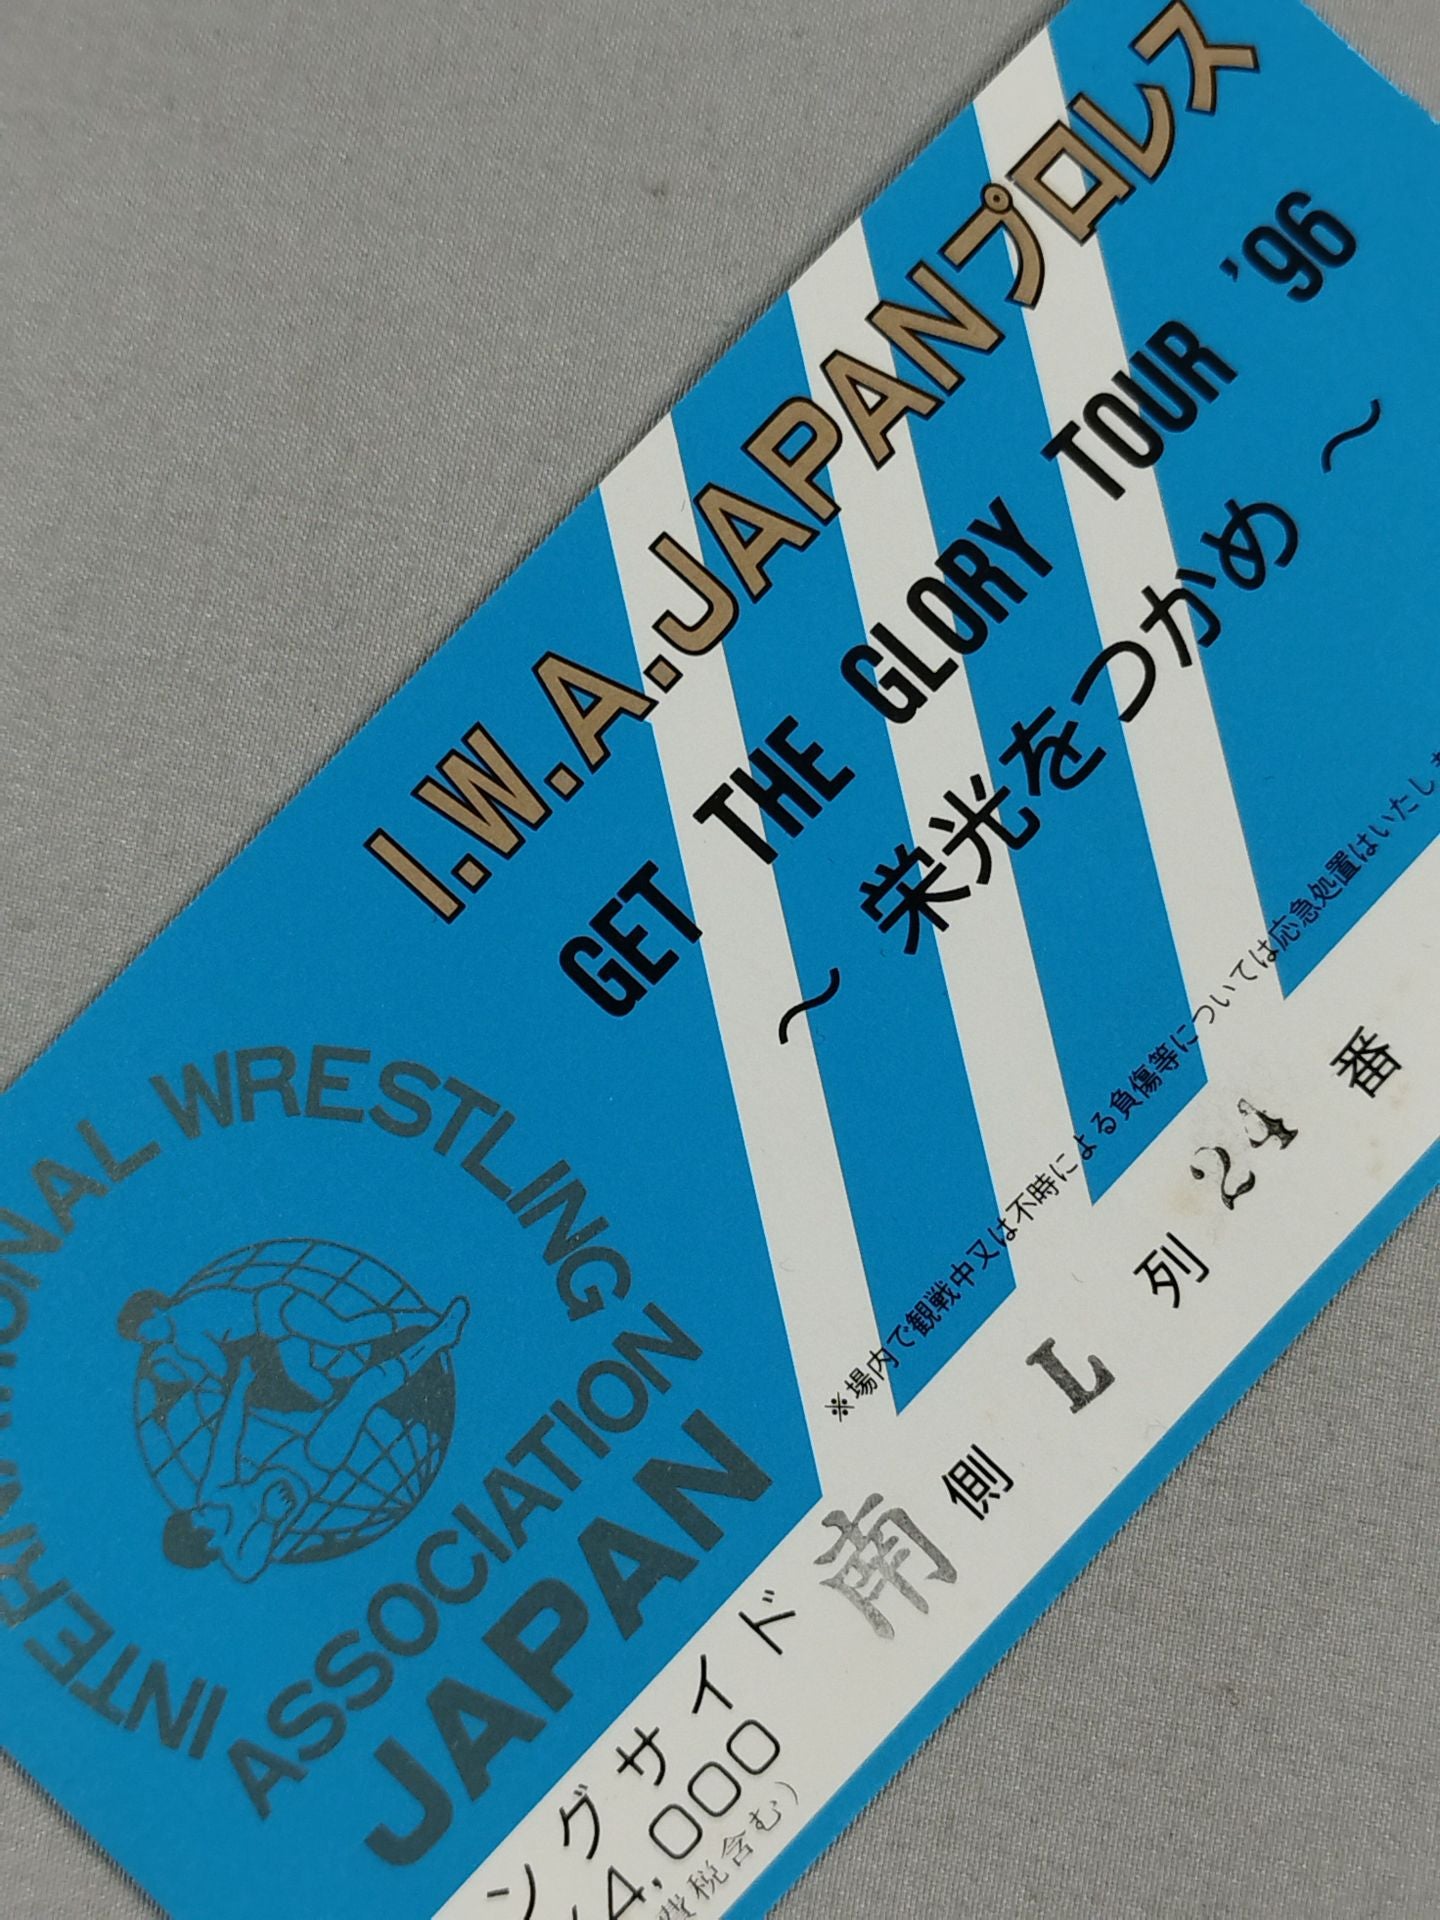 I.W.A.JAPANプロレス
GET THE GLORY TOUR '96
〜 栄光をつかめ 〜
INTERNATIONAL WRESTLING
ASSOCIATION
JAPAN
※場内で観戦中又は不時による負傷等については応急処置はいたしま
ングサイド 南側 L 列 24 番
4,000
費税含む)